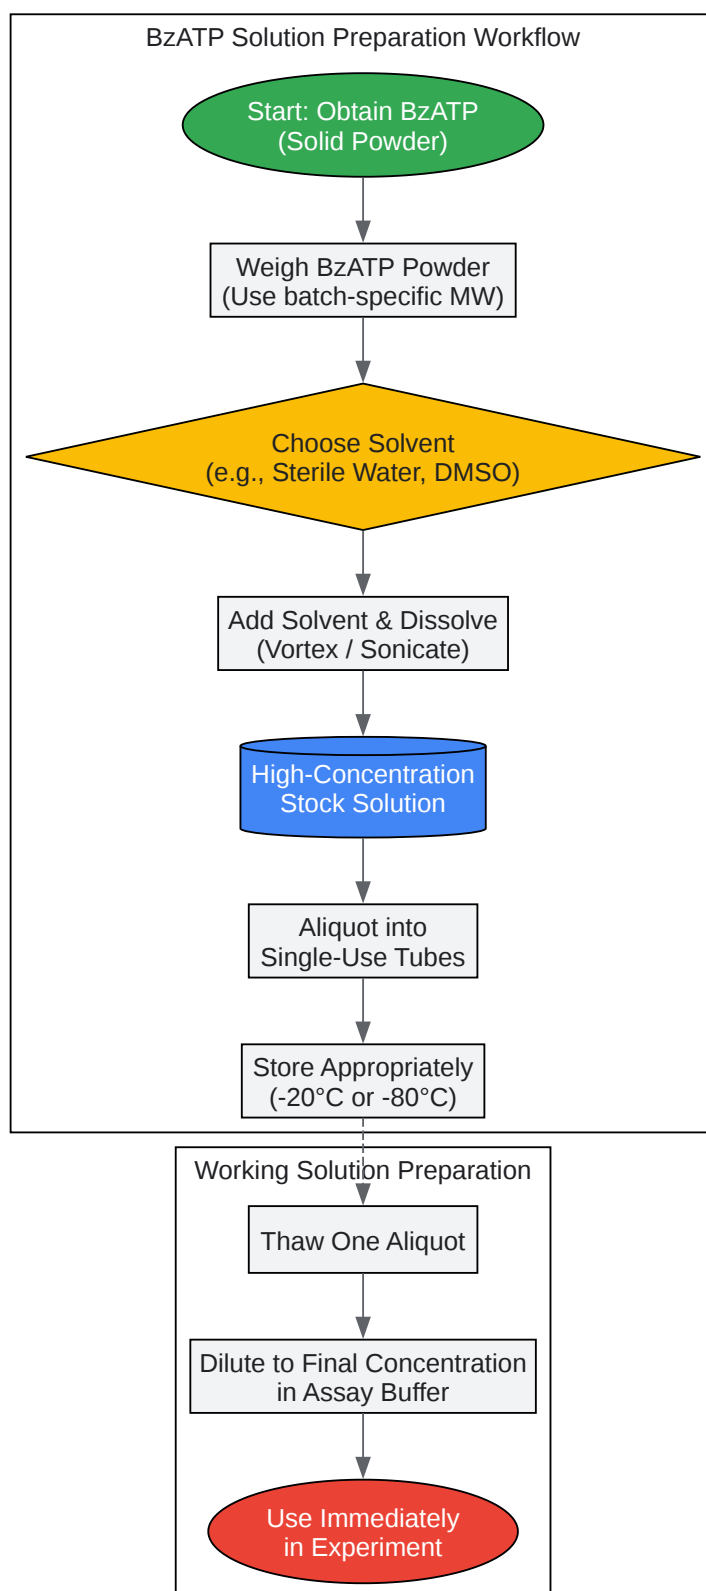 BzATP Solution Preparation Workflow
Start: Obtain BzATP
(Solid Powder)
Weigh BzATP Powder
(Use batch-specific MW)
Choose Solvent
(e.g., Sterile Water, DMSO)
Add Solvent & Dissolve
(Vortex / Sonicate)
High-Concentration
Stock Solution
Aliquot into
Single-Use Tubes
Store Appropriately
(-20°C or -80°C)
Working Solution Preparation
Thaw One Aliquot
Dilute to Final Concentration
in Assay Buffer
Use Immediately
in Experiment